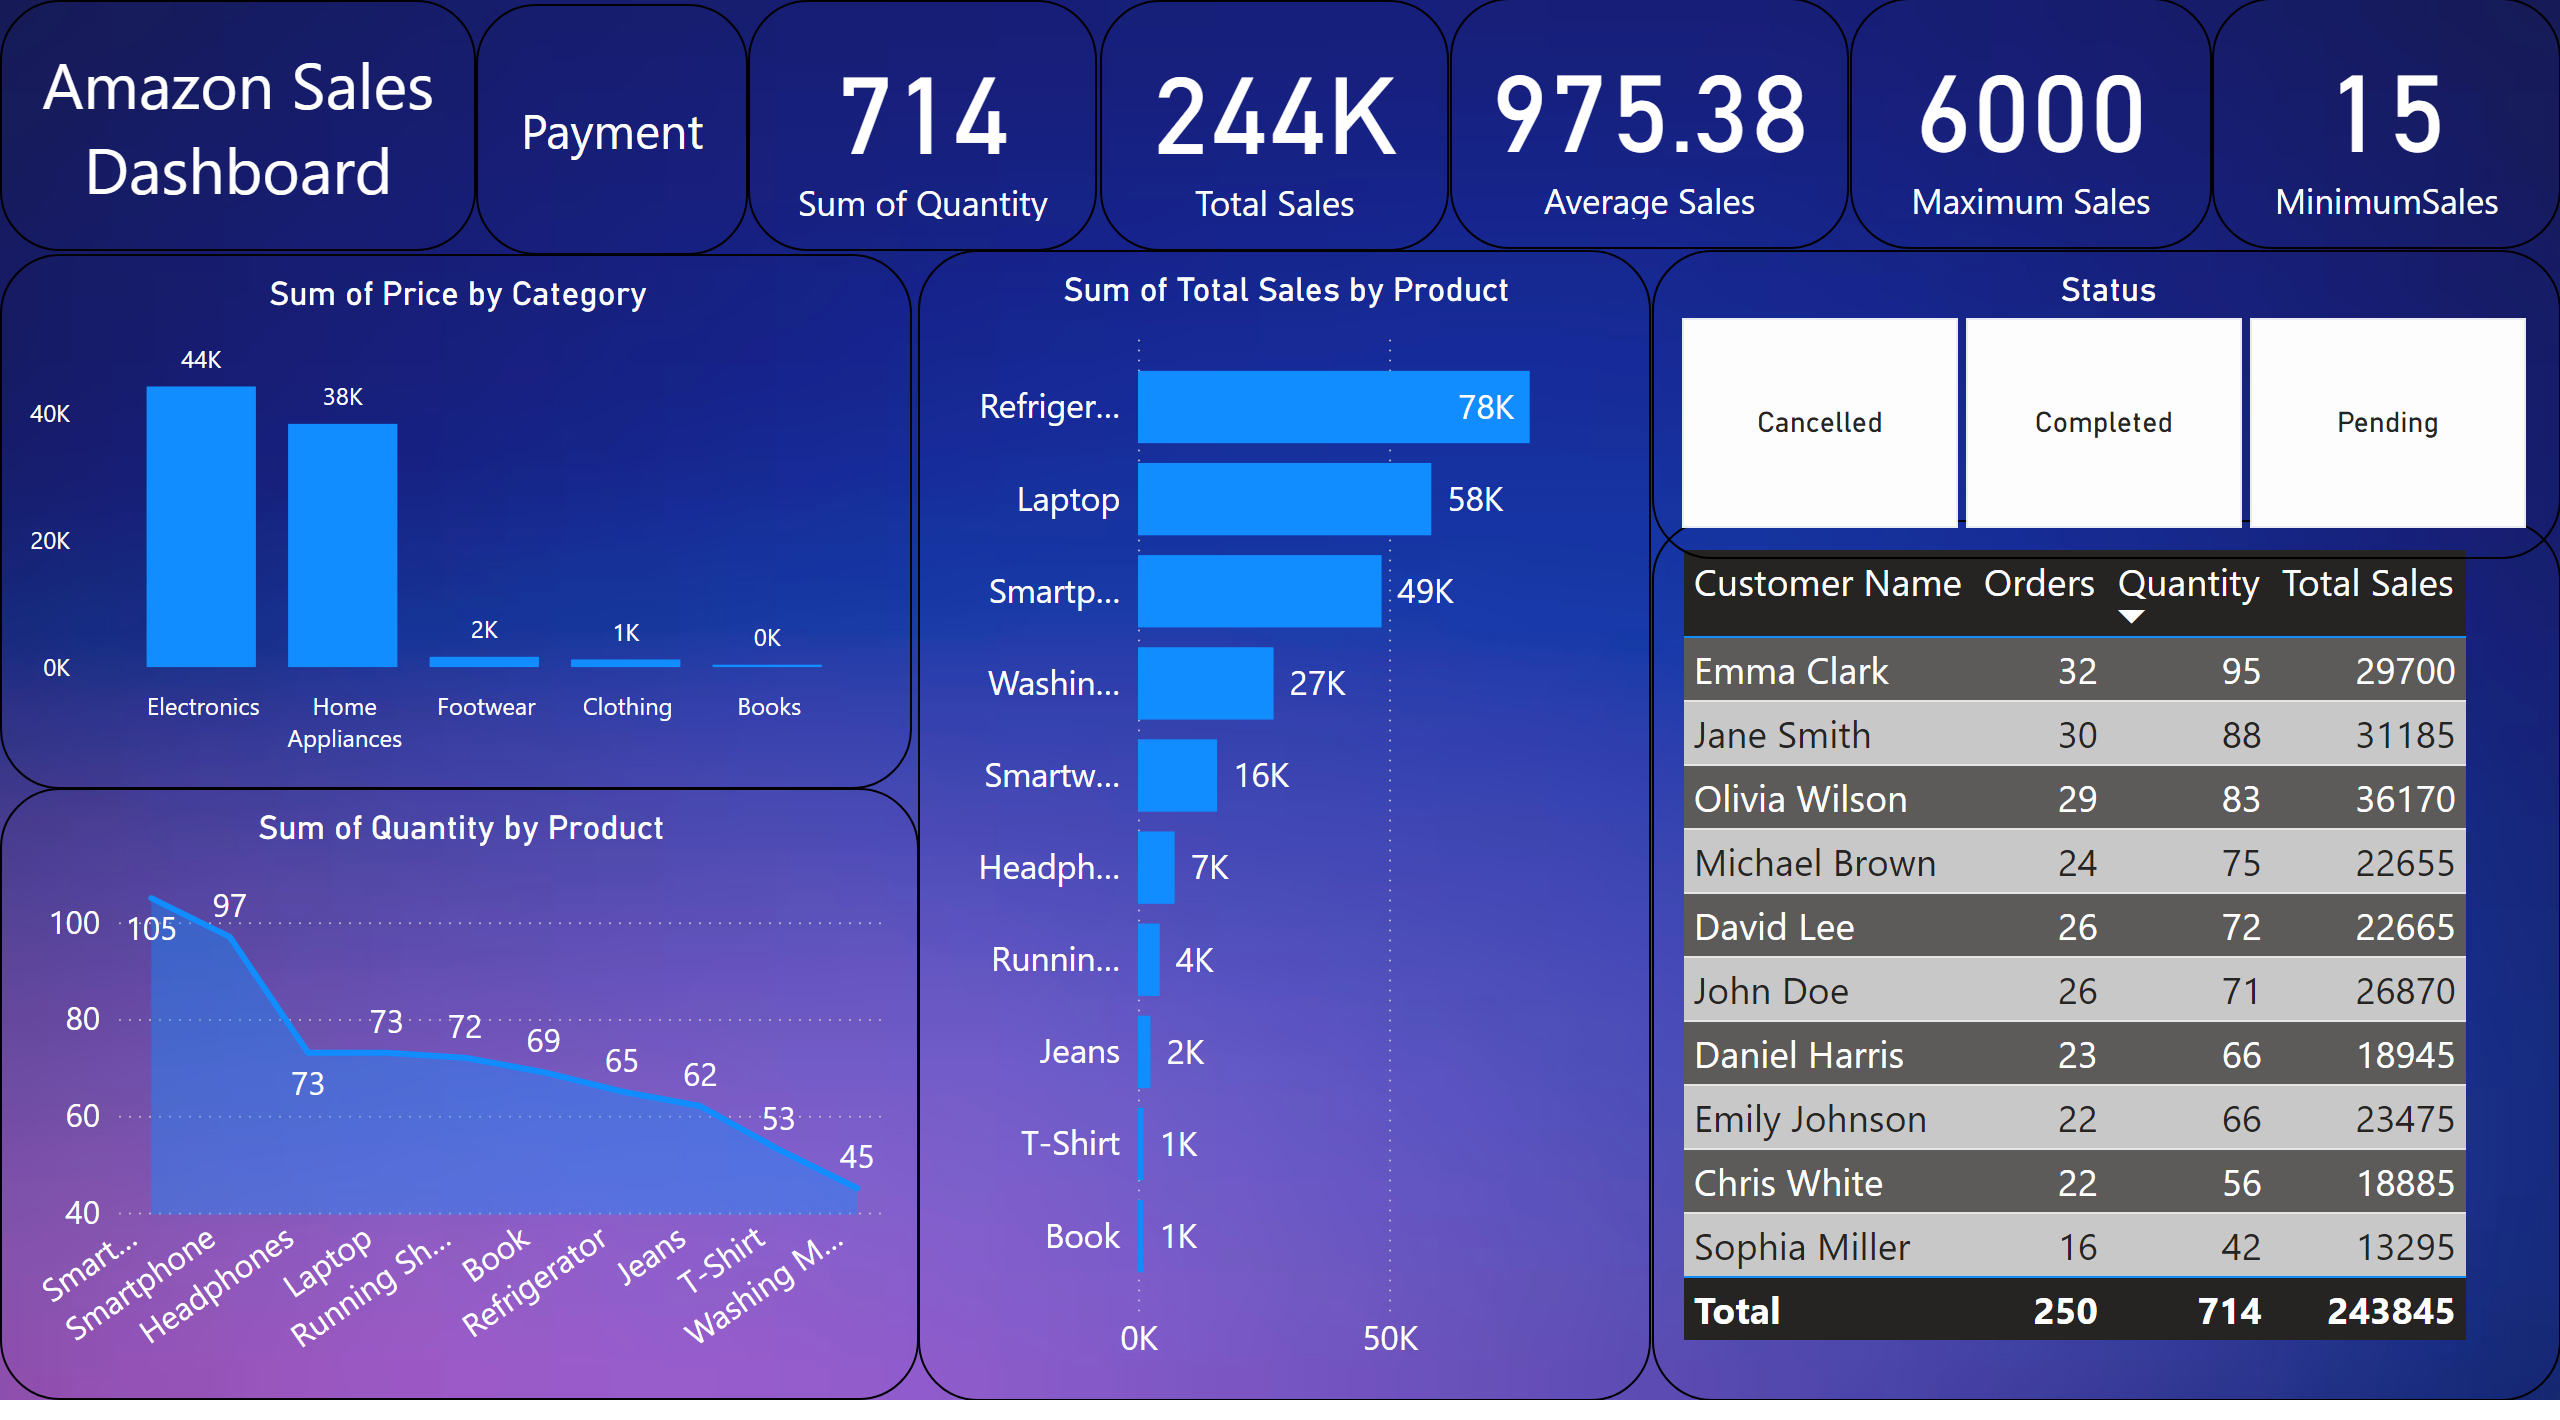 Amazon Sales
Dashboard
Payment
714
Sum of Quantity
244K
Total Sales
975.38
Average Sales
6000
Maximum Sales
15
MinimumSales
Sum of Price by Category
44K
38K
2K
1K
0K
40K
20K
0K
Electronics
Home
Appliances
Footwear
Clothing
Books
Sum of Quantity by Product
100
80
60
40
105
97
73
73
72
69
65
62
53
45
Smart...
Smartphone
Headphones
Laptop
Running Sh...
Book
Refrigerator
Jeans
T-Shirt
Washing M...
Sum of Total Sales by Product
Refriger... 78K
Laptop 58K
Smartp... 49K
Washin... 27K
Smartw... 16K
Headph... 7K
Runnin... 4K
Jeans 2K
T-Shirt 1K
Book 1K
0K 50K
Status
Cancelled
Completed
Pending
Customer Name Orders Quantity Total Sales
Emma Clark 32 95 29700
Jane Smith 30 88 31185
Olivia Wilson 29 83 36170
Michael Brown 24 75 22655
David Lee 26 72 22665
John Doe 26 71 26870
Daniel Harris 23 66 18945
Emily Johnson 22 66 23475
Chris White 22 56 18885
Sophia Miller 16 42 13295
Total 250 714 243845